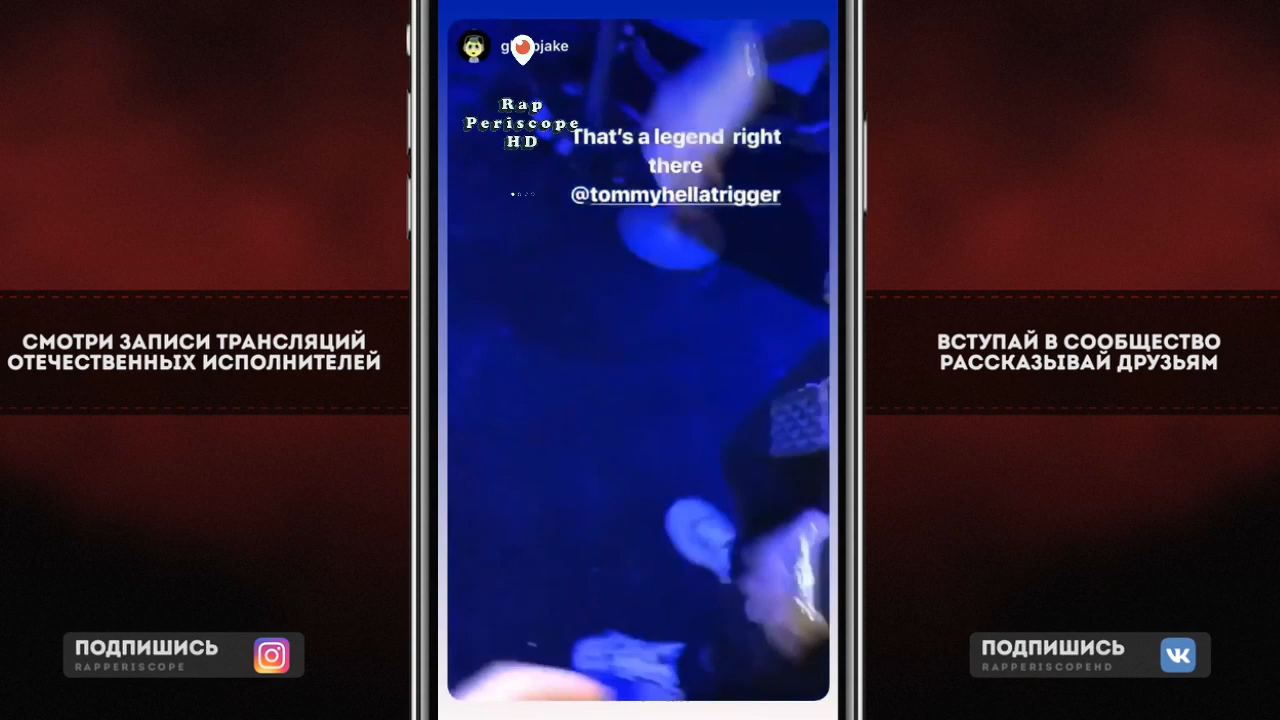 Rap
Periscope
HD
That's a legend right
there
@tommyhellatrigger
СМОТРИ ЗАПИСИ ТРАНСЛЯЦИЙ
ОТЕЧЕСТВЕННЫХ ИСПОЛНИТЕЛЕЙ
ВСТУПАЙ В СООБЩЕСТВО
РАССКАЗЫВАЙ ДРУЗЬЯМ
ПОДПИШИСЬ
RAPPERISCOPE
ПОДПИШИСЬ
RAPPERISCOPEHD